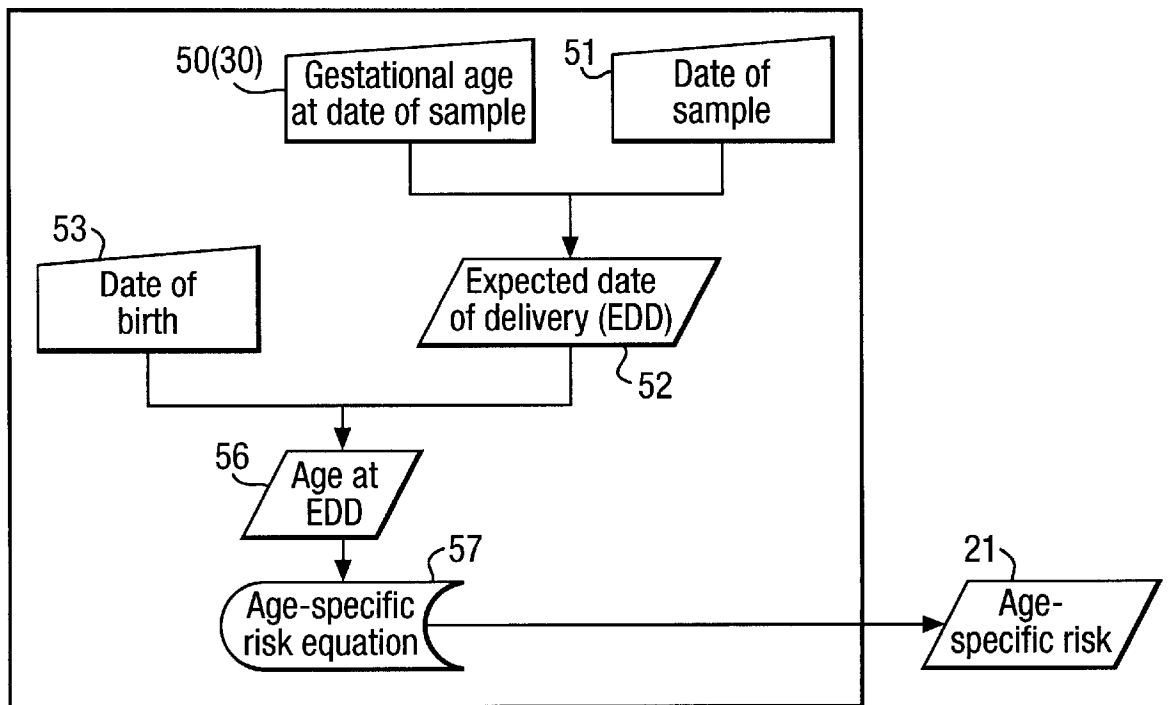 50(30)
Gestational age
at date of sample
51
Date of
sample
53
Date of
birth
Expected date
of delivery (EDD)
52
56
Age at
EDD
57
Age-specific
risk equation
21
Age-
specific risk